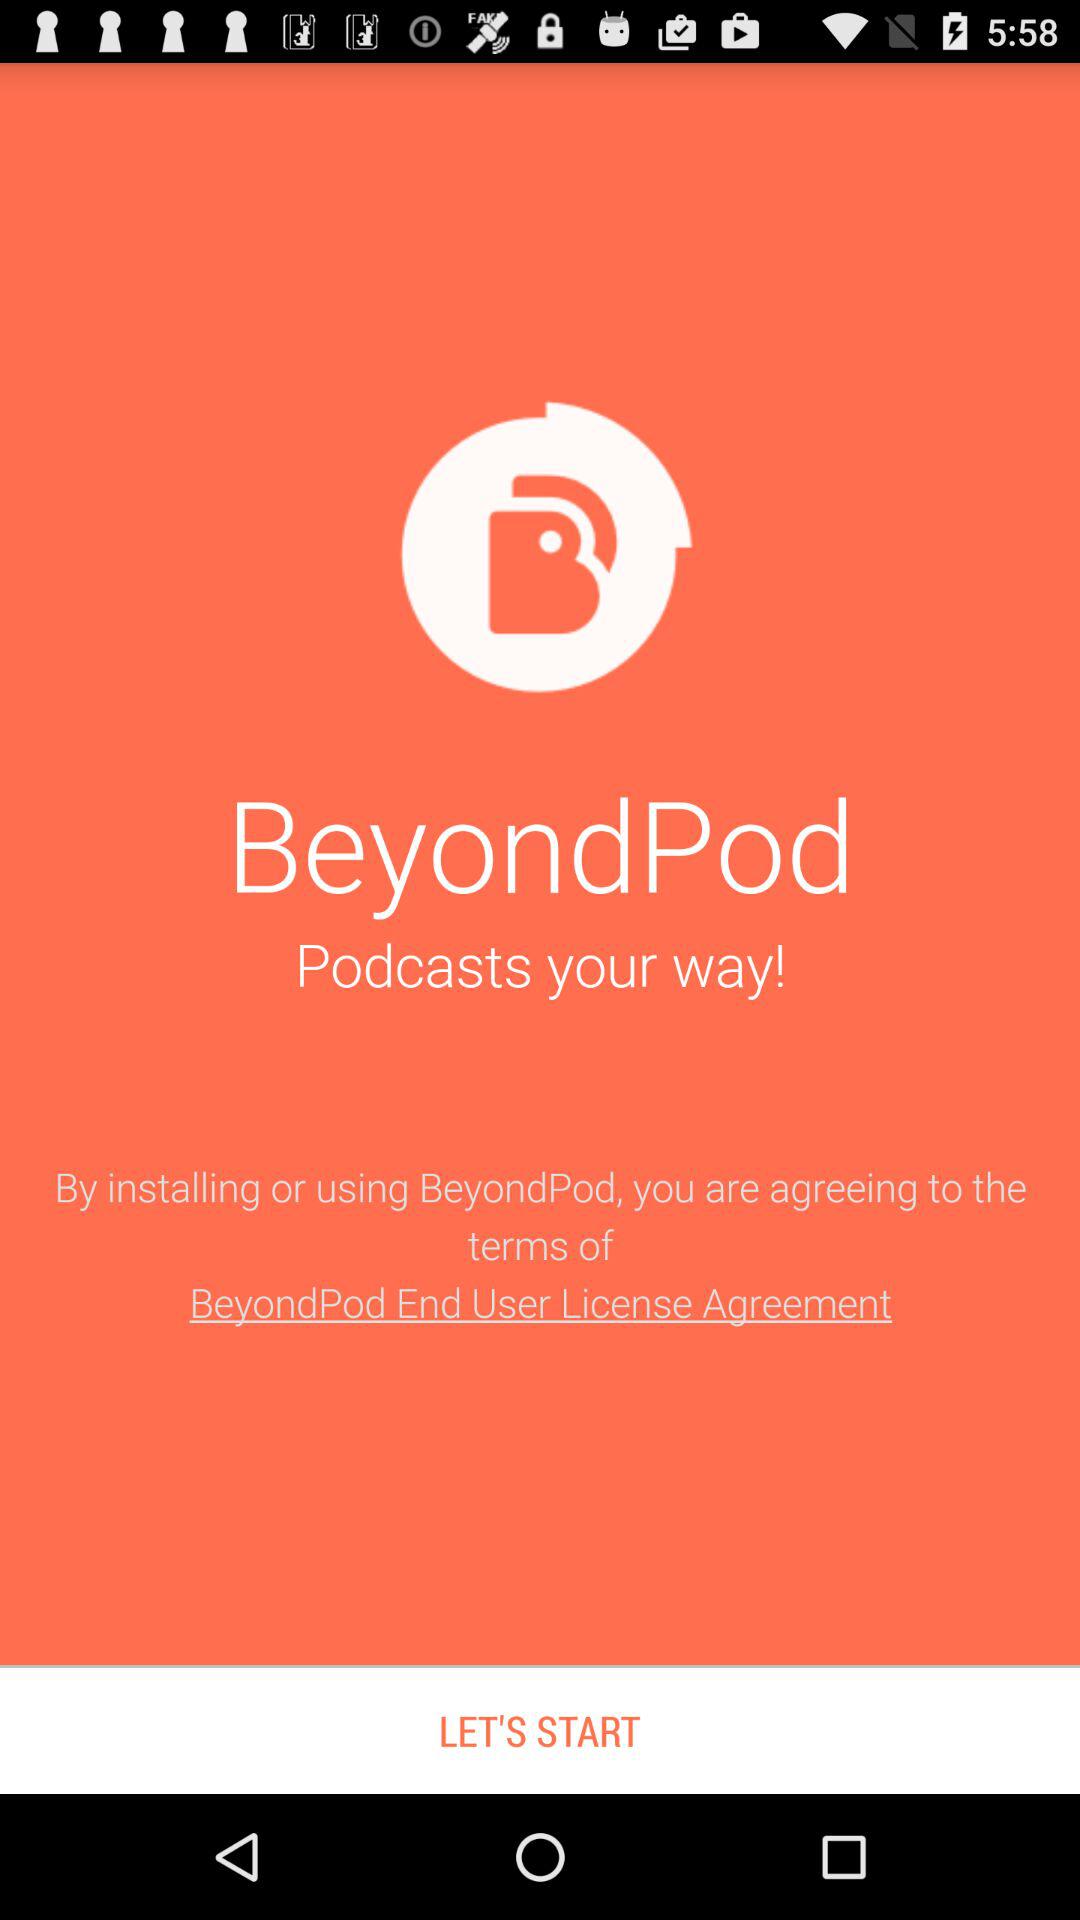 FAKE
5:58
BeyondPod
Podcasts your way!
By installing or using BeyondPod, you are agreeing to the
terms of
BeyondPod End User License Agreement
LET'S START